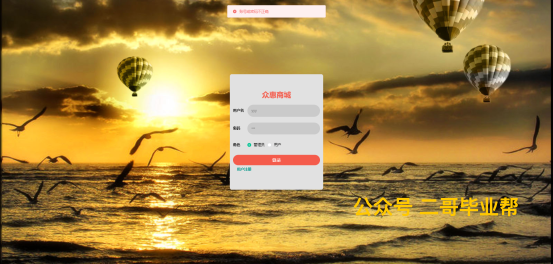 众惠商城
用户名
密码
角色 管理员 用户
登录
用户注册
公众号 二哥毕业帮